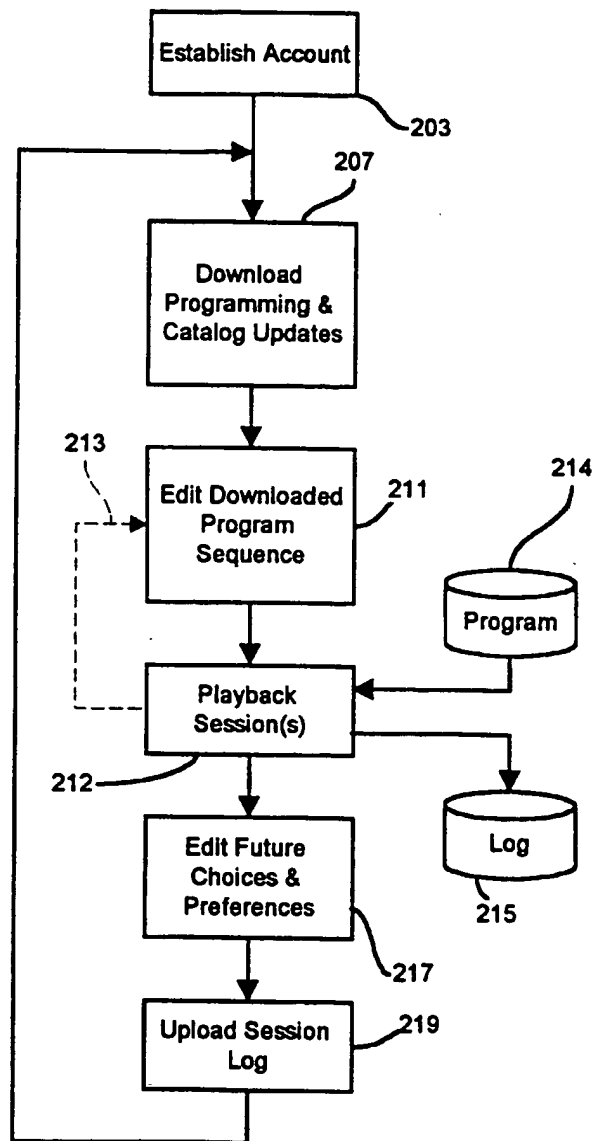 Establish Account
203
207
Download
Programming &
Catalog Updates
213
Edit Downloaded
Program
Sequence
211
214
Program
Playback
Session(s)
212
Log
215
Edit Future
Choices &
Preferences
217
Upload Session
Log
219